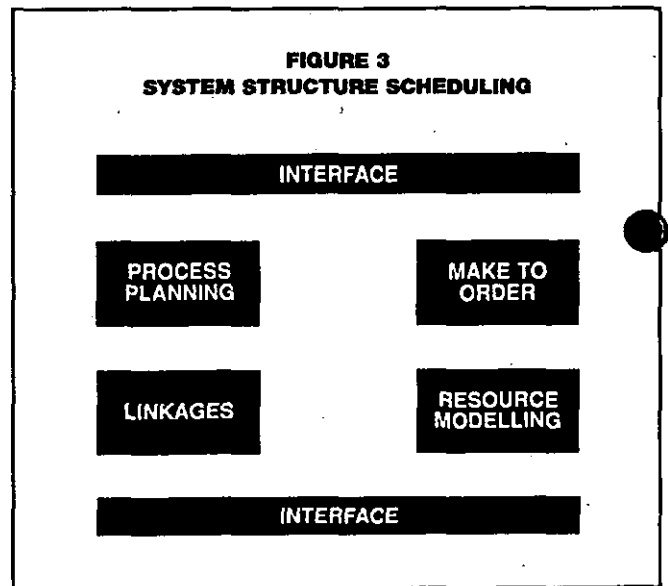 FIGURE 3
SYSTEM STRUCTURE SCHEDULING
INTERFACE
PROCESS
PLANNING
MAKE TO
ORDER
LINKAGES
RESOURCE
MODELLING
INTERFACE